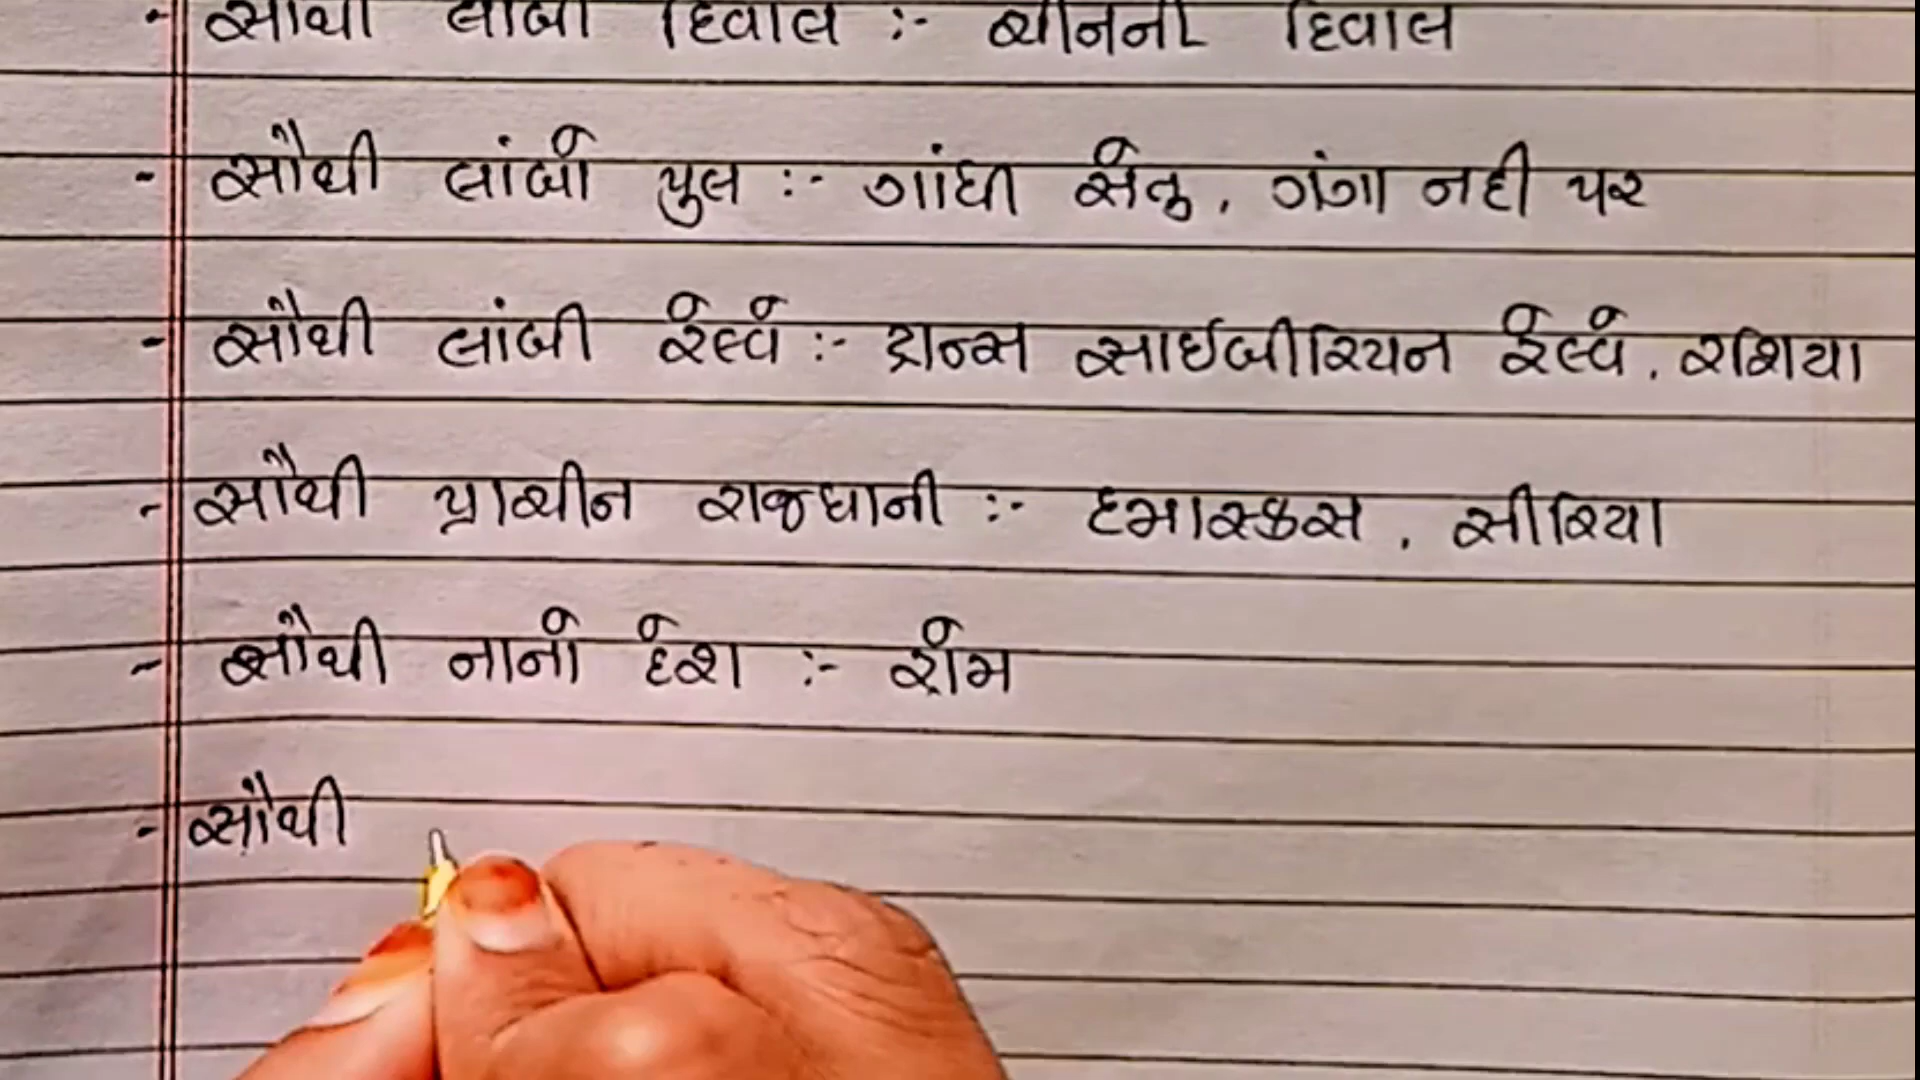 - સૌથી લાંબી દિવાલ :- ચીનની દિવાલ
- સૌથી લાંબો પુલ :- ગાંધી સેતુ, ગંગા નદી પર
- સૌથી લાંબી રેલ્વે :- ટ્રાન્સ સાઈબીરિયન રેલ્વે, રશિયા
- સૌથી પ્રાચીન રાજધાની :- દમાસ્કસ, સીરિયા
- સૌથી નાનો દેશ :- રોમ
- સૌથી